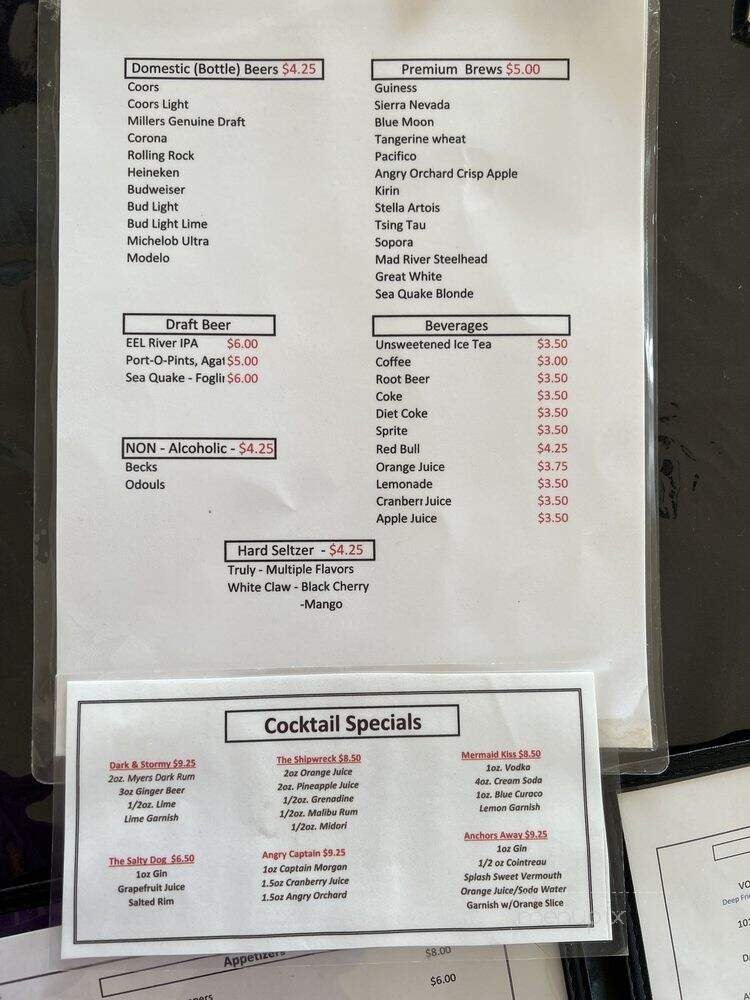 Domestic (Bottle) Beers $4.25
Coors
Coors Light
Millers Genuine Draft
Corona
Rolling Rock
Heineken
Budweiser
Bud Light
Bud Light Lime
Michelob Ultra
Modelo
Premium Brews $5.00
Guiness
Sierra Nevada
Blue Moon
Tangerine wheat
Pacifico
Angry Orchard Crisp Apple
Kirin
Stella Artois
Tsing Tau
Sopora
Mad River Steelhead
Great White
Sea Quake Blonde
Draft Beer
EEL River IPA $6.00
Port-O-Pints, Agat $5.00
Sea Quake - Foglin $6.00
NON - Alcoholic - $4.25
Becks
Odouls
Beverages
Unsweetened Ice Tea $3.50
Coffee $3.00
Root Beer $3.50
Coke $3.50
Diet Coke $3.50
Sprite $3.50
Red Bull $4.25
Orange Juice $3.75
Lemonade $3.50
Cranberr Juice $3.50
Apple Juice $3.50
Hard Seltzer - $4.25
Truly - Multiple Flavors
White Claw - Black Cherry
-Mango
Cocktail Specials
Dark & Stormy $9.25
2oz. Myers Dark Rum
3oz Ginger Beer
1/2oz. Lime
Lime Garnish
The Shipwreck $8.50
2oz Orange Juice
2oz. Pineapple Juice
1/2oz. Grenadine
1/2oz. Malibu Rum
1/2oz. Midori
Mermaid Kiss $8.50
1oz. Vodka
4oz. Cream Soda
1oz. Blue Curaco
Lemon Garnish
The Salty Dog $6.50
1oz Gin
Grapefruit Juice
Salted Rim
Angry Captain $9.25
1oz Captain Morgan
1.5oz Cranberry Juice
1.5oz Angry Orchard
Anchors Away $9.25
1oz Gin
1/2 oz Cointreau
Splash Sweet Vermouth
Orange Juice/Soda Water
Garnish w/Orange Slice
Appetizers
$8.00
$6.00
VO
Deep Frie